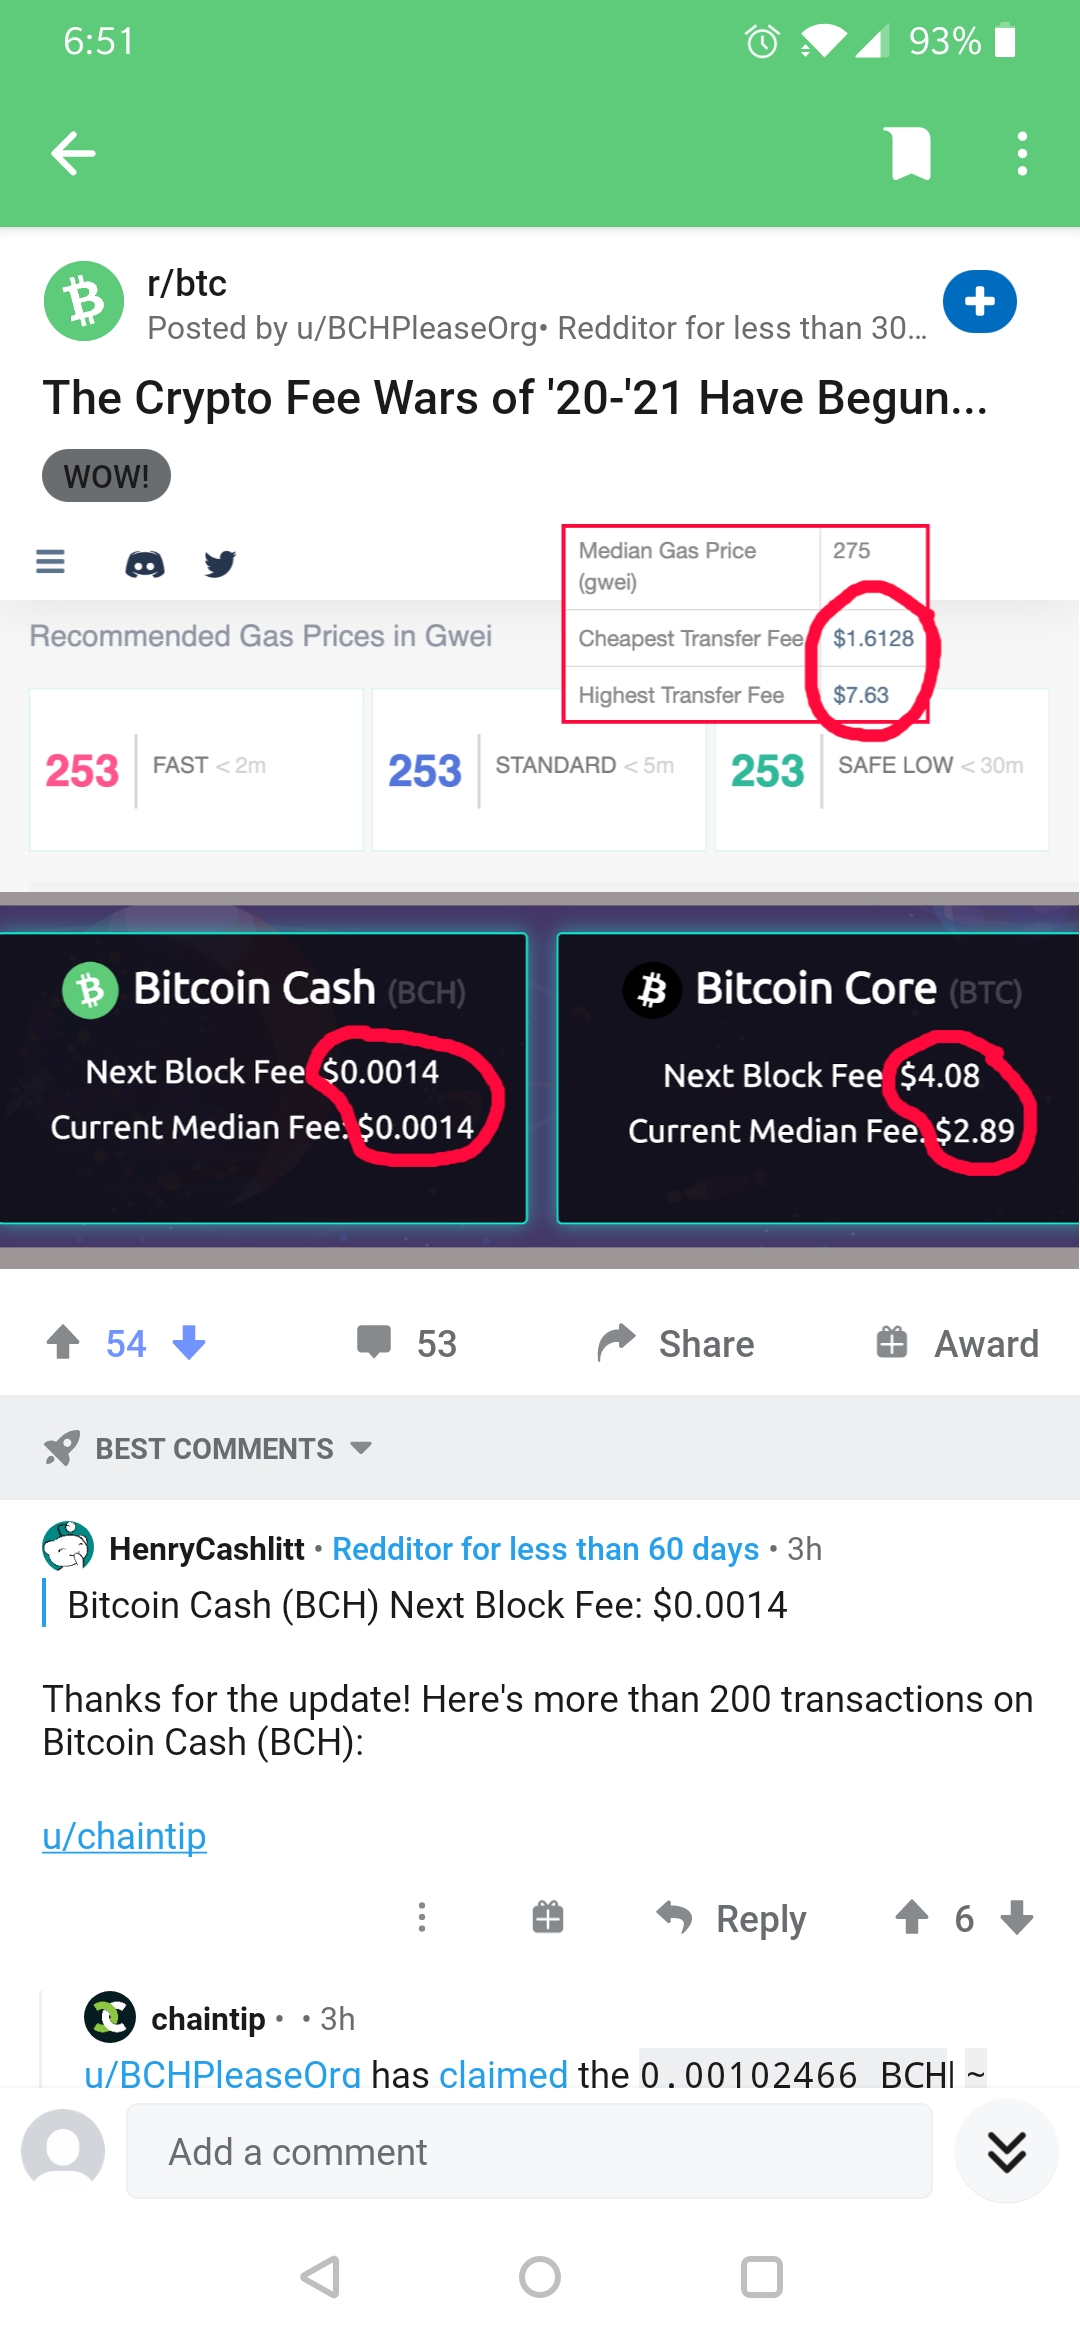 6:51
93%
r/btc
Posted by u/BCHPleaseOrg• Redditor for less than 30...
The Crypto Fee Wars of '20-'21 Have Begun...
WOW!
Median Gas Price (gwei) 275
Cheapest Transfer Fee $1.6128
Highest Transfer Fee $7.63
Recommended Gas Prices in Gwei
253 FAST < 2m
253 STANDARD < 5m
253 SAFE LOW < 30m
Bitcoin Cash (BCH)
Next Block Fee $0.0014
Current Median Fee: $0.0014
Bitcoin Core (BTC)
Next Block Fee $4.08
Current Median Fee: $2.89
54
53
Share
Award
BEST COMMENTS
HenryCashlitt • Redditor for less than 60 days • 3h
Bitcoin Cash (BCH) Next Block Fee: $0.0014
Thanks for the update! Here's more than 200 transactions on
Bitcoin Cash (BCH):
u/chaintip
Reply
6
chaintip • • 3h
u/BCHPleaseOrg has claimed the 0.00102466 BCH| ~
Add a comment